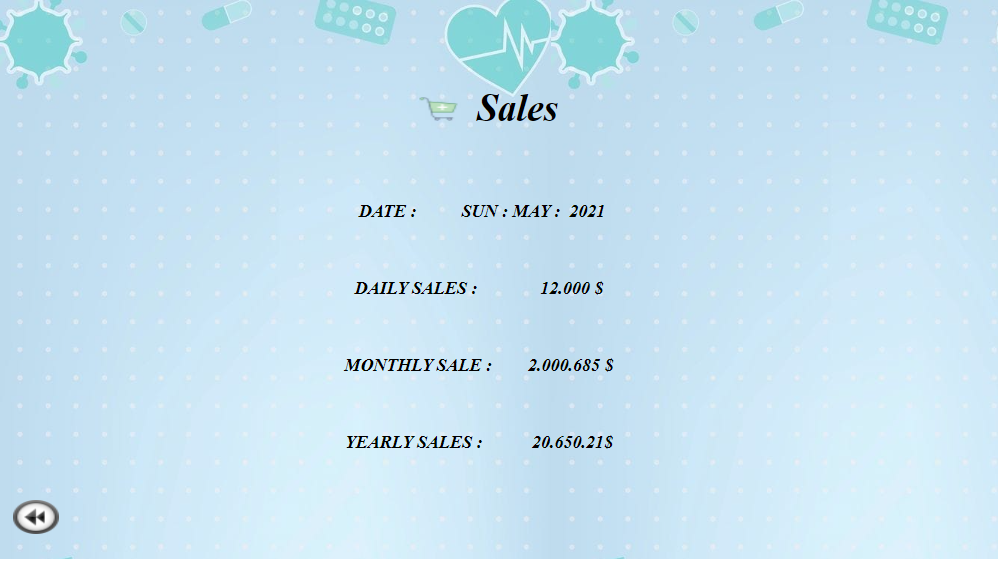 Sales
DATE : SUN : MAY : 2021
DAILY SALES : 12.000 $
MONTHLY SALE : 2.000.685 $
YEARLY SALES : 20.650.21$